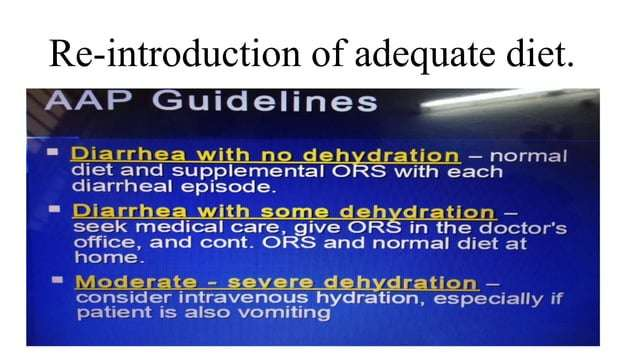 Re-introduction of adequate diet.
AAP Guidelines
▪ Diarrhea with no dehydration – normal
diet and supplemental ORS with each
diarrheal episode.
▪ Diarrhea with some dehydration –
seek medical care, give ORS in the doctor's
office, and cont. ORS and normal diet at
home.
▪ Moderate - severe dehydration –
consider intravenous hydration, especially if
patient is also vomiting